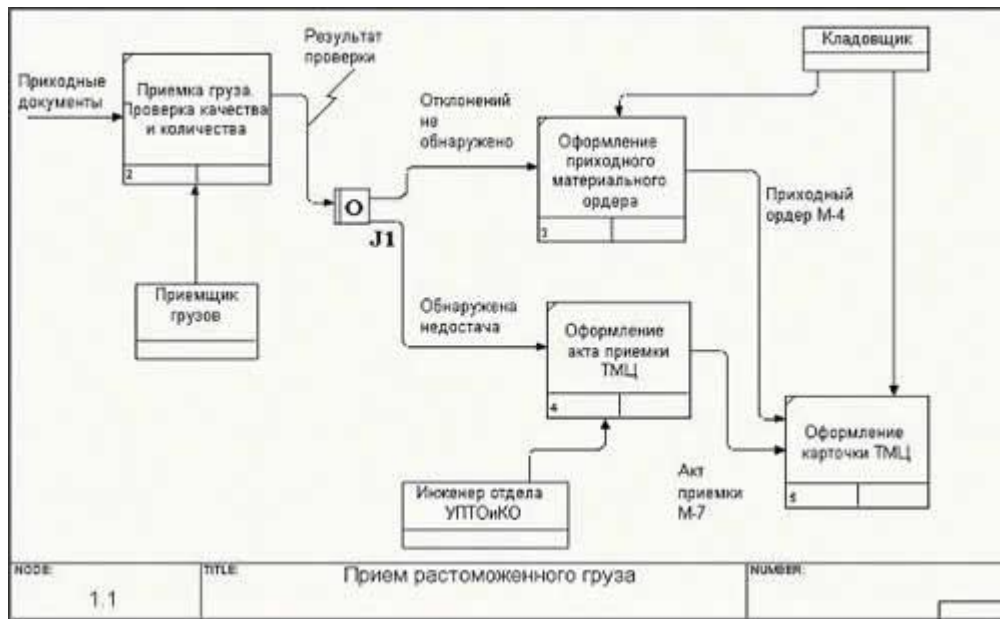 Приходные
документы
Приемка груза.
Проверка качества
и количества
2
Результат
проверки
Приемщик
грузов
O
J1
Отклонений
не
обнаружено
Обнаружена
недостача
Кладовщик
Оформление
приходного
материального
ордера
3
Приходный
ордер М-4
Оформление
акта приемки
ТМЦ
4
Инженер отдела
УПТОиКО
Акт
приемки
М-7
Оформление
карточки ТМЦ
5
NODE:
1.1
TITLE:
Прием растоможенного груза
NUMBER: